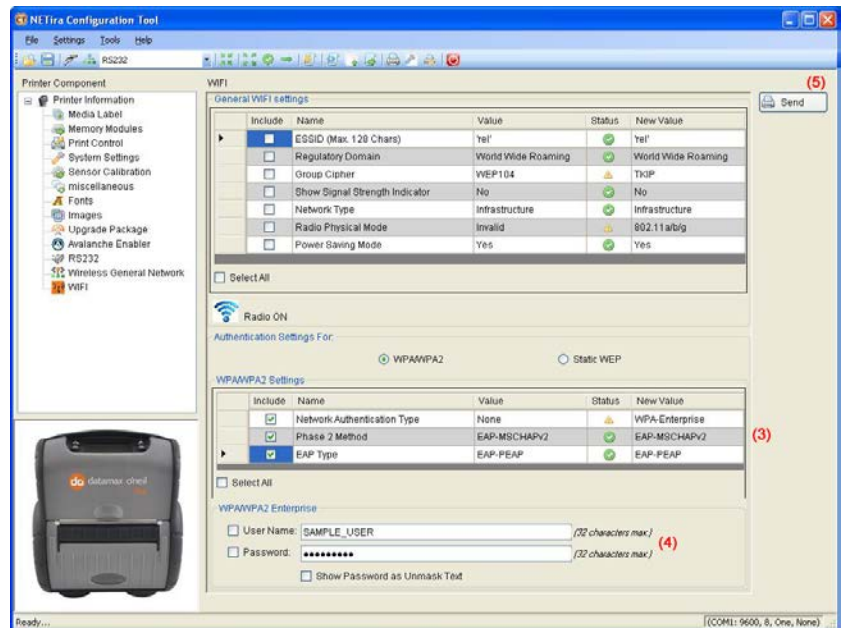 NETira Configuration Tool
File Settings Tools Help
RS232
Printer Component
Printer Information
Media Label
Memory Modules
Print Control
System Settings
Sensor Calibration
miscellaneous
Fonts
Images
Upgrade Package
Avalanche Enabler
RS232
Wireless General Network
WIFI
datamax·oneil
WIFI
(5)
Send
General WIFI settings
Include Name Value Status New Value
ESSID (Max. 128 Chars) 'rel' 'rel'
Regulatory Domain World Wide Roaming World Wide Roaming
Group Cipher WEP104 TKIP
Show Signal Strength Indicator No No
Network Type Infrastructure Infrastructure
Radio Physical Mode Invalid 802.11a/b/g
Power Saving Mode Yes Yes
Select All
Radio ON
Authentication Settings For:
WPA/WPA2 Static WEP
WPA/WPA2 Settings
Include Name Value Status New Value
Network Authentication Type None WPA-Enterprise
Phase 2 Method EAP-MSCHAPv2 EAP-MSCHAPv2 (3)
EAP Type EAP-PEAP EAP-PEAP
Select All
WPA/WPA2 Enterprise
User Name: SAMPLE_USER (32 characters max.)
(4)
Password: ●●●●●●●●● (32 characters max.)
Show Password as Unmask Text
Ready... (COM1: 9600, 8, One, None)